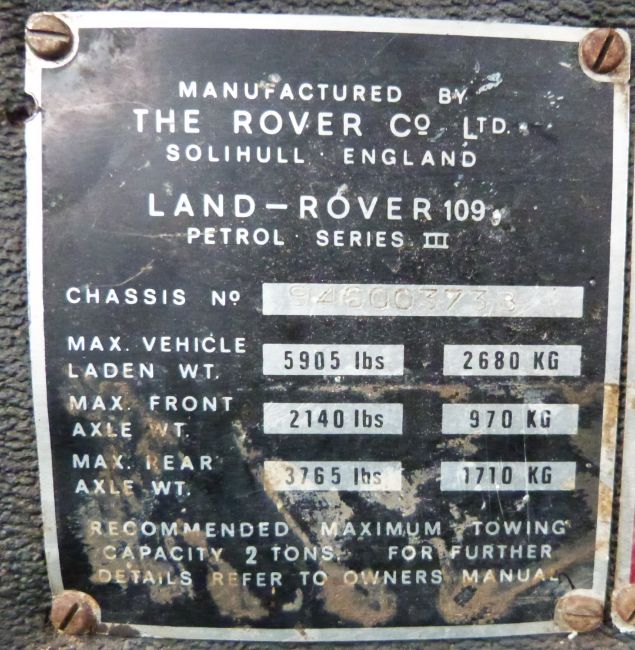 MANUFACTURED BY
THE ROVER Cº LTD.
SOLIHULL · ENGLAND
LAND-ROVER 109
PETROL SERIES III
CHASSIS Nº
MAX. VEHICLE
LADEN WT. 5905 lbs 2680 KG
MAX. FRONT
AXLE WT. 2140 lbs 970 KG
MAX. REAR
AXLE WT. 3765 lbs 1710 KG
RECOMMENDED MAXIMUM TOWING
CAPACITY 2 TONS. FOR FURTHER
DETAILS REFER TO OWNERS MANUAL